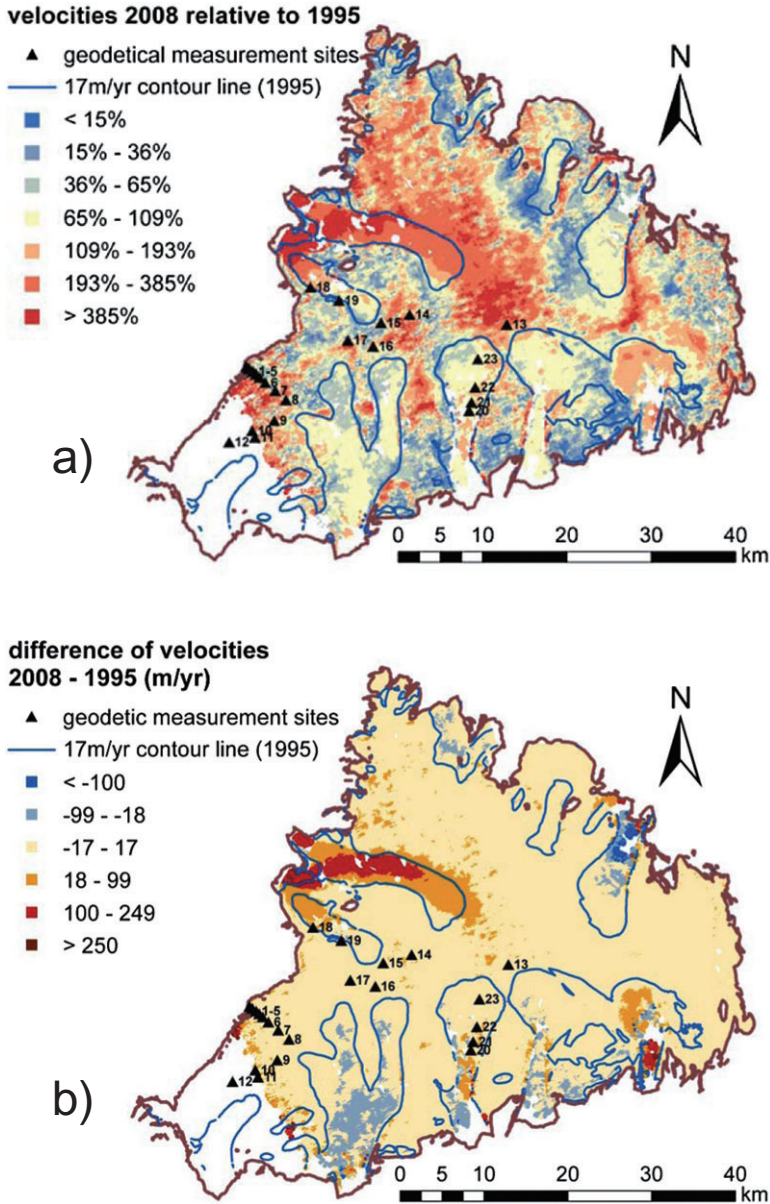 velocities 2008 relative to 1995
▲ geodetical measurement sites
17m/yr contour line (1995)
< 15%
15% - 36%
36% - 65%
65% - 109%
109% - 193%
193% - 385%
> 385%
N
18
19
15
14
13
17
16
23
1-5
6
7
8
22
21
20
9
10
11
12
a)
0 10 20 30 40
km
difference of velocities
2008 - 1995 (m/yr)
▲ geodetic measurement sites
17m/yr contour line (1995)
< -100
-99 - -18
-17 - 17
18 - 99
100 - 249
> 250
N
18
19
15
14
13
17
16
23
1-5
6
7
8
22
21
20
9
10
11
12
b)
0 5 10 20 30 40
km